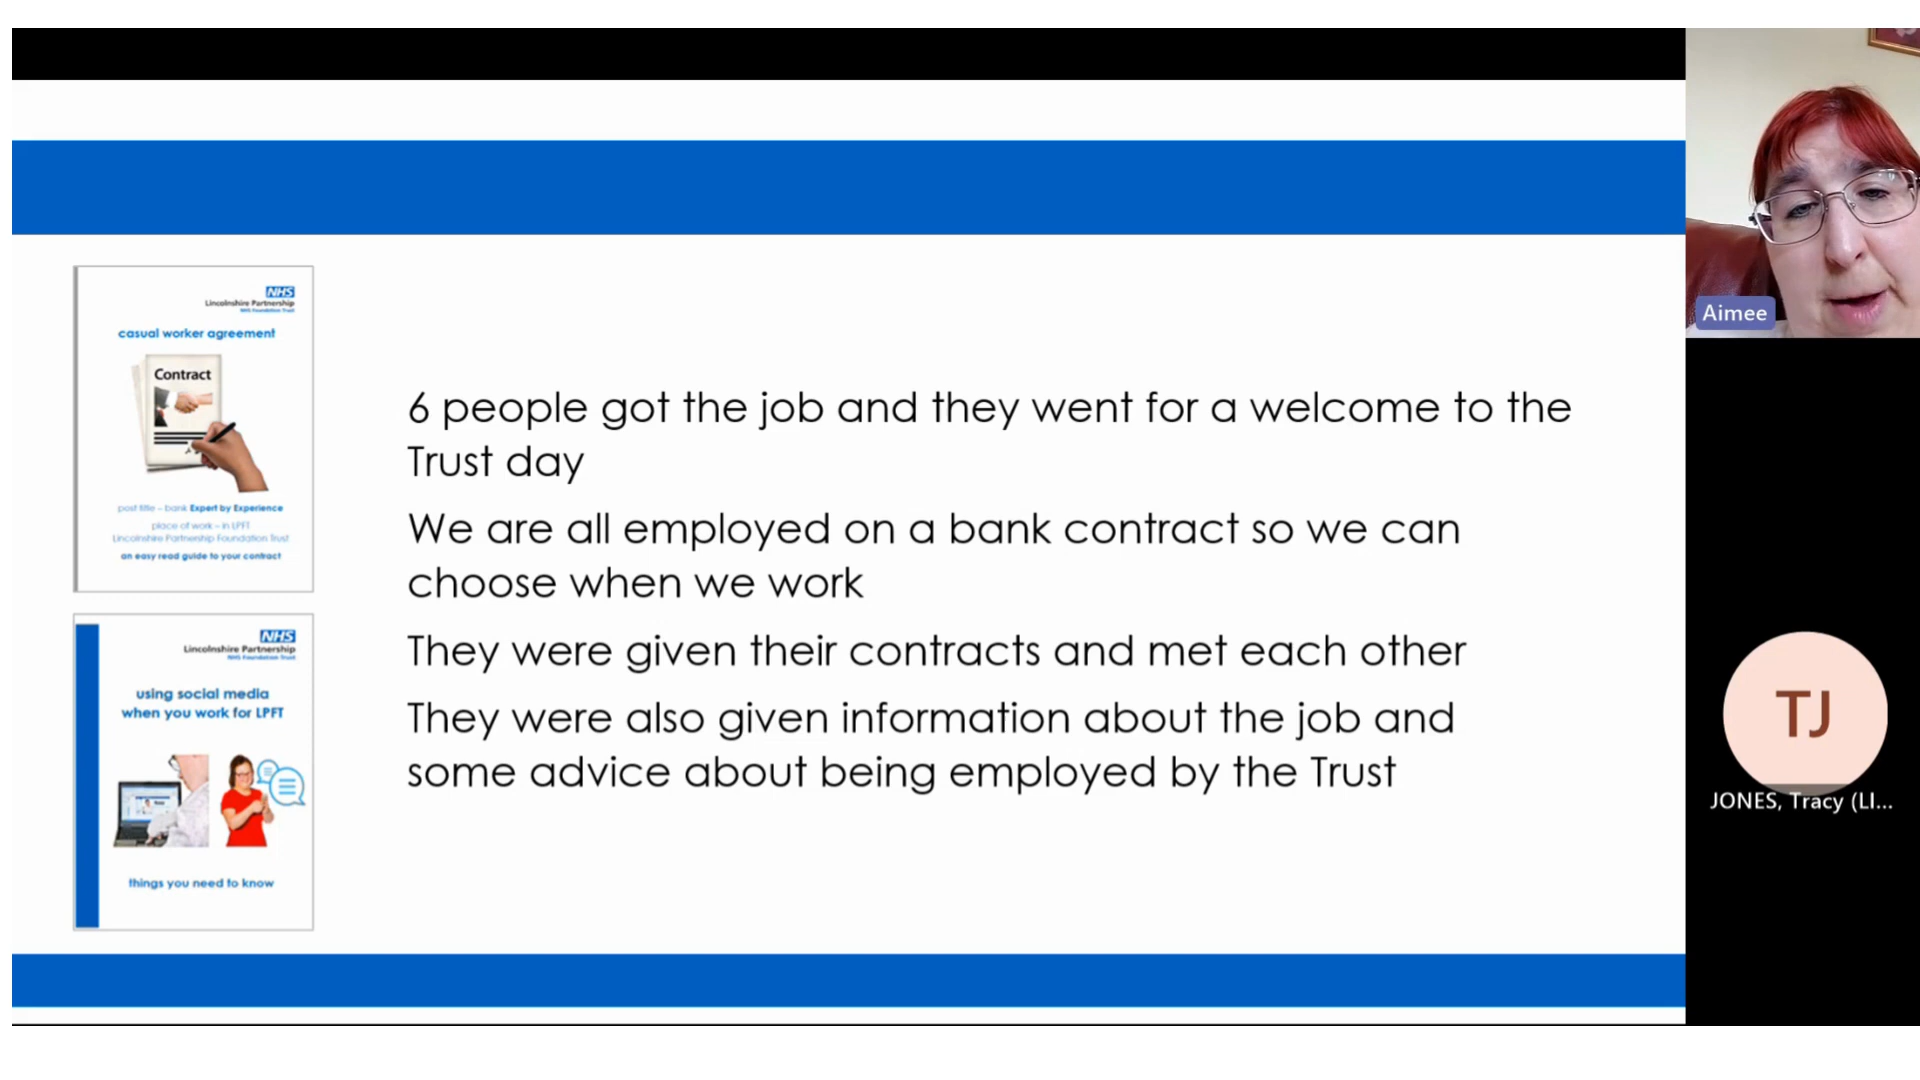 NHS
Lincolnshire Partnership
NHS Foundation Trust
casual worker agreement
Contract
post title – bank Expert by Experience
place of work – in LPFT
Lincolnshire Partnership Foundation Trust
an easy read guide to your contract
NHS
Lincolnshire Partnership
NHS Foundation Trust
using social media
when you work for LPFT
things you need to know
6 people got the job and they went for a welcome to the
Trust day
We are all employed on a bank contract so we can
choose when we work
They were given their contracts and met each other
They were also given information about the job and
some advice about being employed by the Trust
Aimee
TJ
JONES, Tracy (LI...